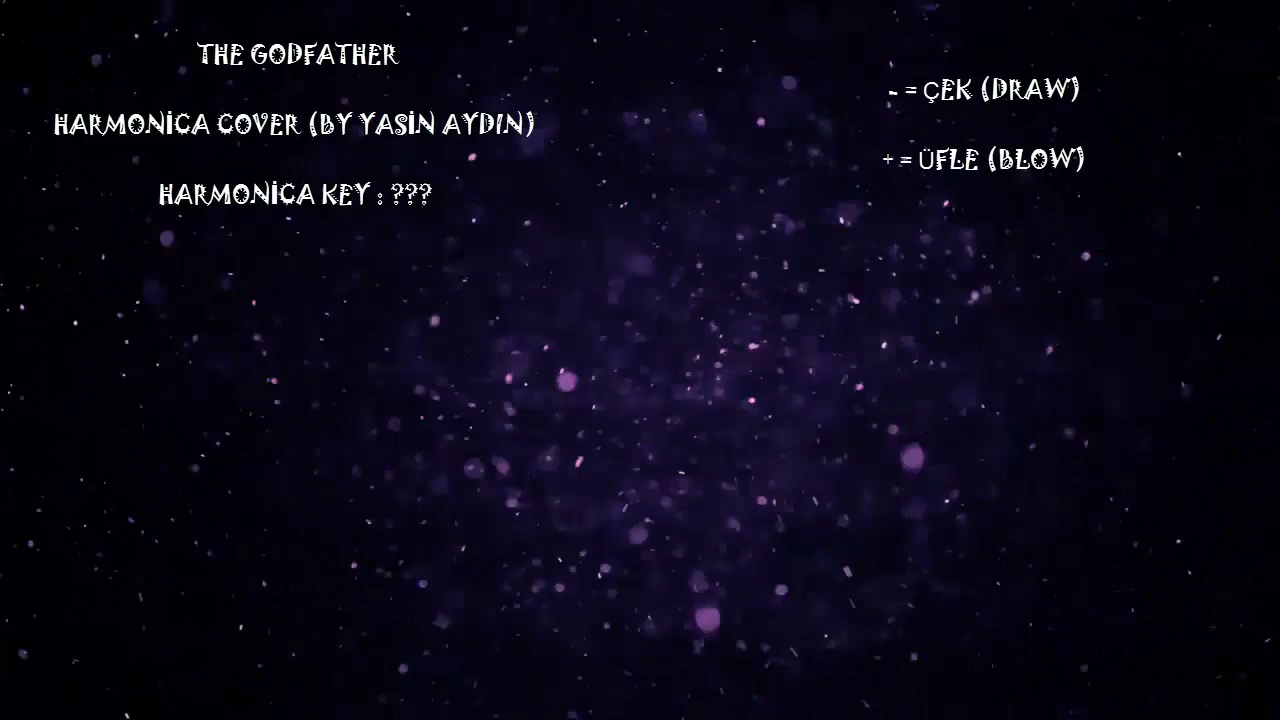 THE GODFATHER
HARMONİCA COVER (BY YASİN AYDIN)
HARMONİCA KEY : ???
- = ÇEK (DRAW)
+ = ÜFLE (BLOW)